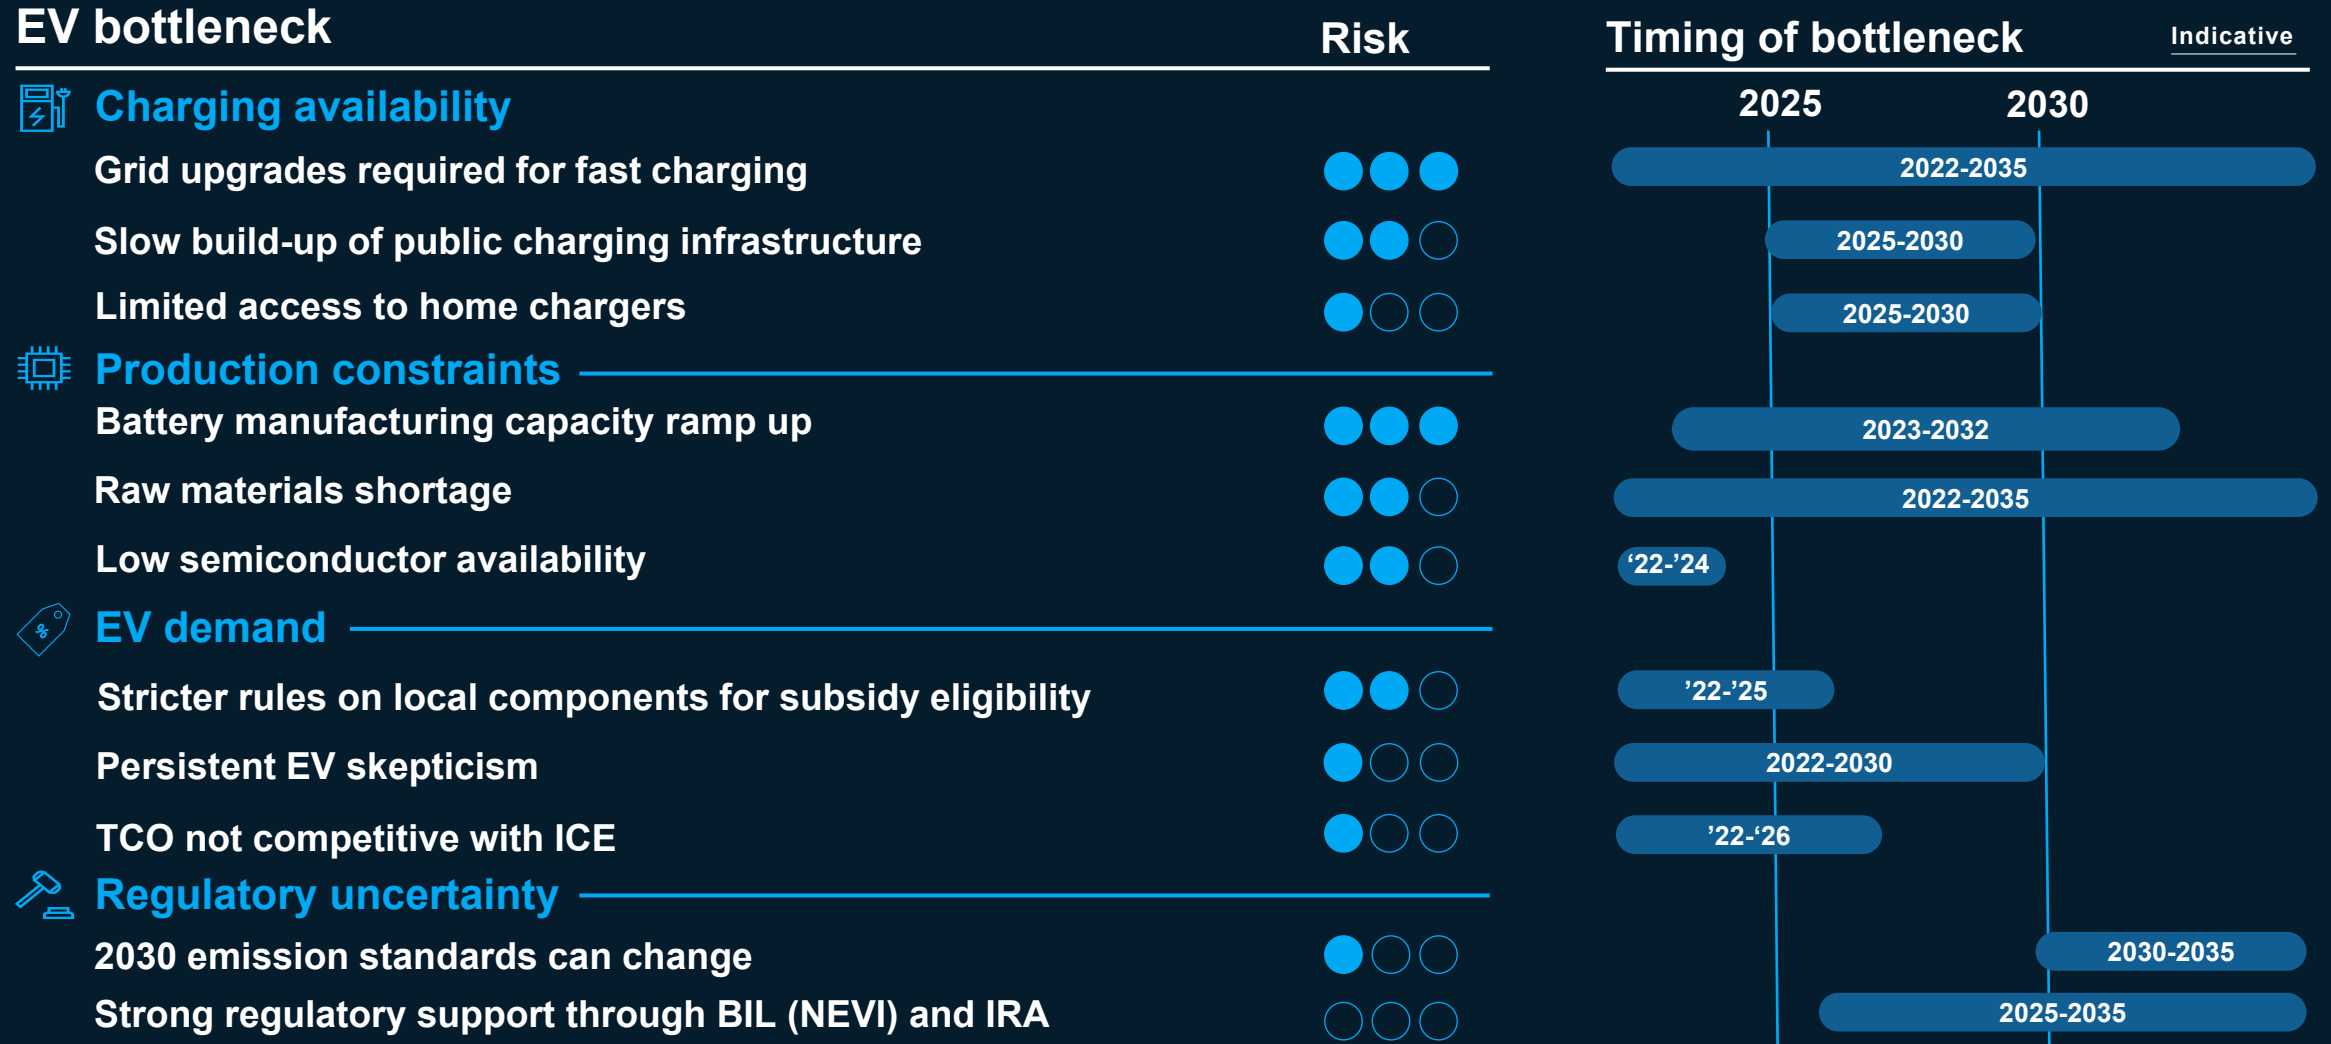 EV bottleneck
Risk
Timing of bottleneck
Indicative
Charging availability
2025
2030
Grid upgrades required for fast charging
2022-2035
Slow build-up of public charging infrastructure
2025-2030
Limited access to home chargers
2025-2030
Production constraints
Battery manufacturing capacity ramp up
2023-2032
Raw materials shortage
2022-2035
Low semiconductor availability
‘22-’24
%
EV demand
Stricter rules on local components for subsidy eligibility
’22-’25
Persistent EV skepticism
2022-2030
TCO not competitive with ICE
’22-‘26
Regulatory uncertainty
2030 emission standards can change
2030-2035
Strong regulatory support through BIL (NEVI) and IRA
2025-2035